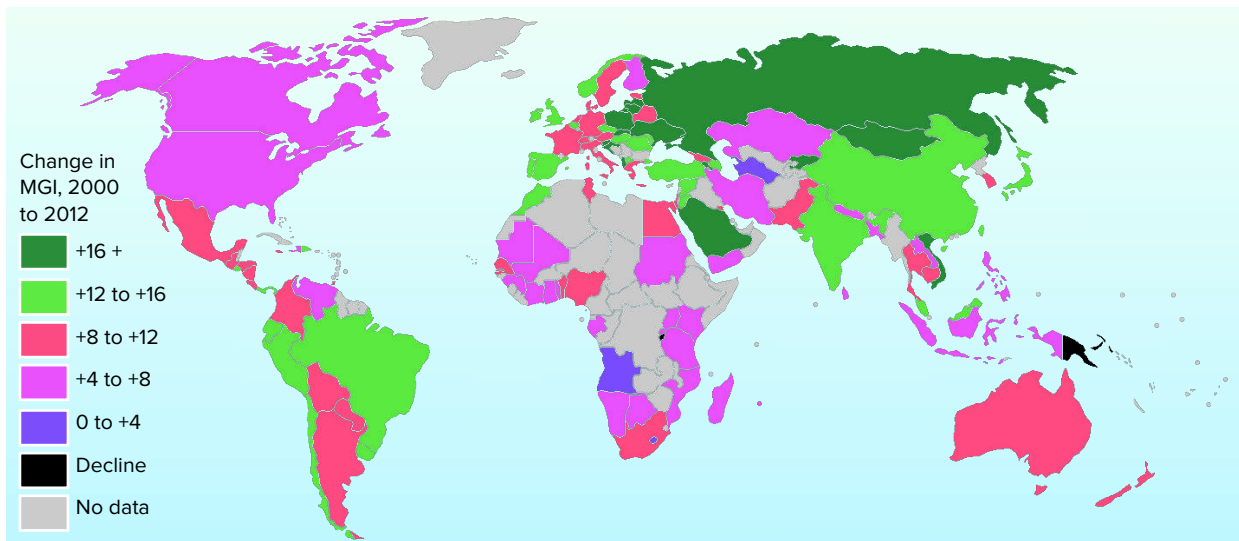 Change in
MGI, 2000
to 2012
+16 +
+12 to +16
+8 to +12
+4 to +8
0 to +4
Decline
No data